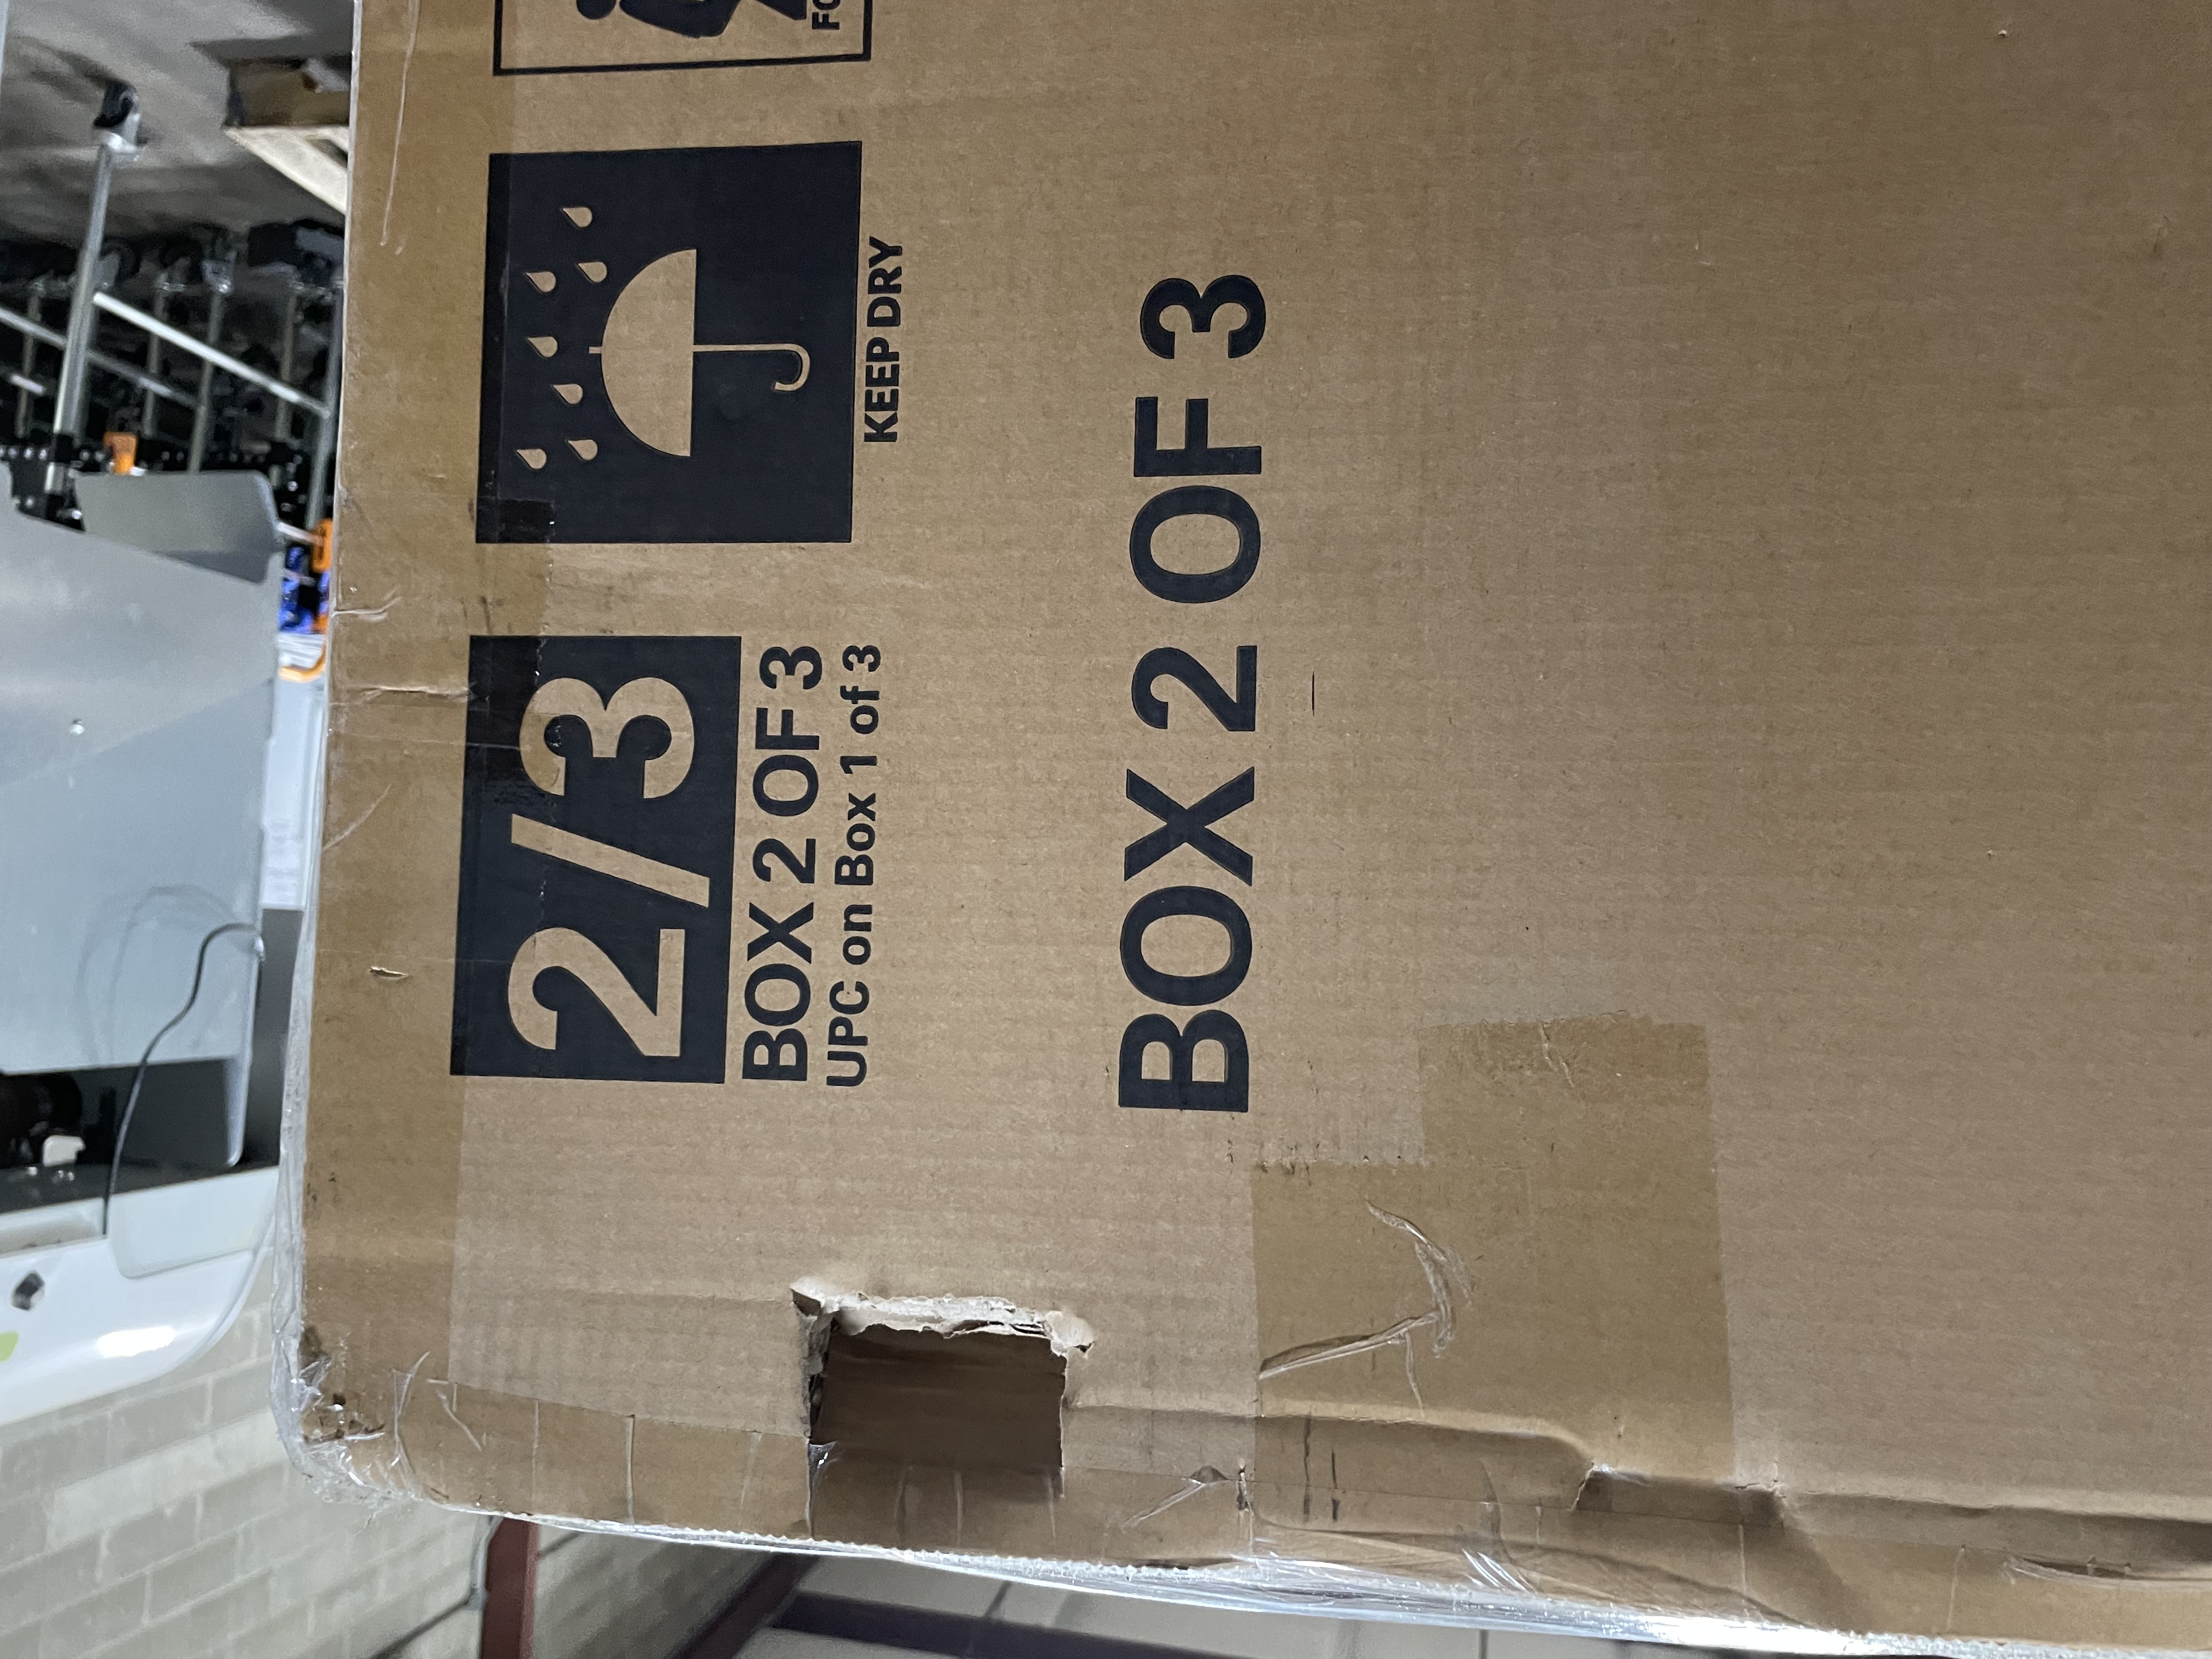 KEEP DRY
2/3
BOX 2 OF 3
UPC on Box 1 of 3
BOX 2 OF 3